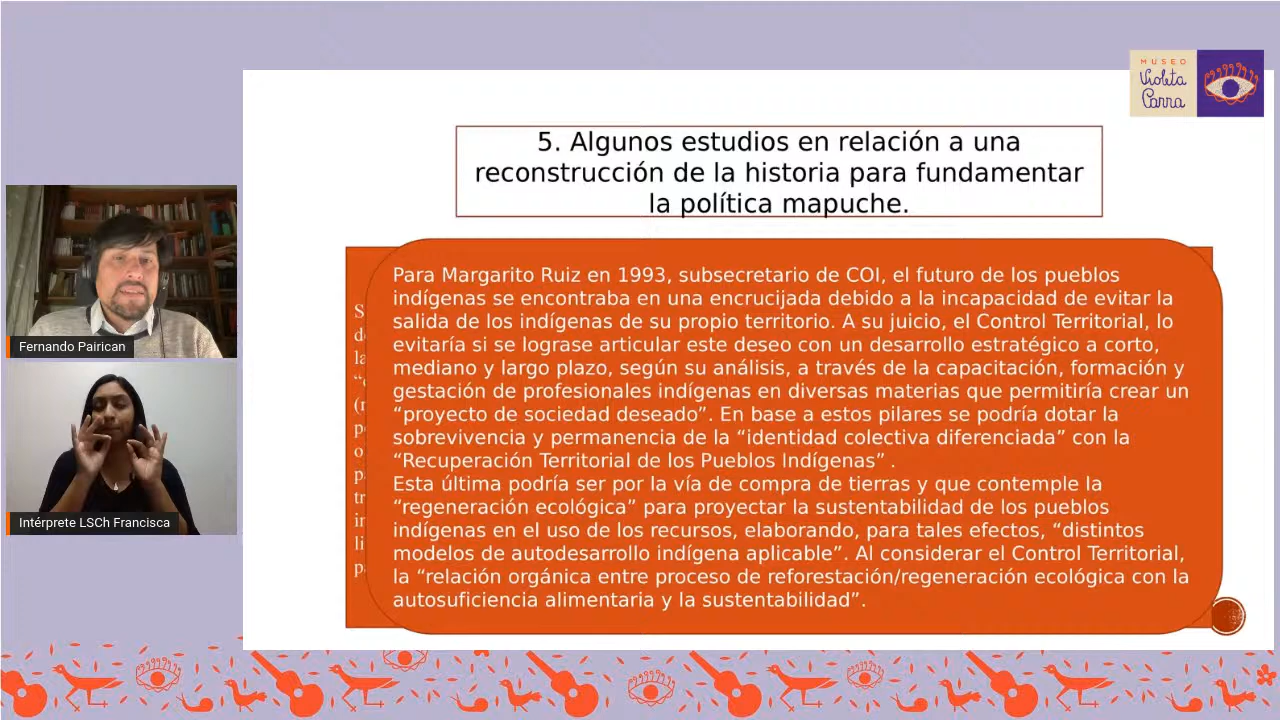 MUSEO
Violeta
Parra
5. Algunos estudios en relación a una
reconstrucción de la historia para fundamentar
la política mapuche.
Para Margarito Ruiz en 1993, subsecretario de COI, el futuro de los pueblos
indígenas se encontraba en una encrucijada debido a la incapacidad de evitar la
salida de los indígenas de su propio territorio. A su juicio, el Control Territorial, lo
evitaría si se lograse articular este deseo con un desarrollo estratégico a corto,
mediano y largo plazo, según su análisis, a través de la capacitación, formación y
gestación de profesionales indígenas en diversas materias que permitiría crear un
“proyecto de sociedad deseado”. En base a estos pilares se podría dotar la
sobrevivencia y permanencia de la “identidad colectiva diferenciada” con la
“Recuperación Territorial de los Pueblos Indígenas” .
Esta última podría ser por la vía de compra de tierras y que contemple la
“regeneración ecológica” para proyectar la sustentabilidad de los pueblos
indígenas en el uso de los recursos, elaborando, para tales efectos, “distintos
modelos de autodesarrollo indígena aplicable”. Al considerar el Control Territorial,
la “relación orgánica entre proceso de reforestación/regeneración ecológica con la
autosuficiencia alimentaria y la sustentabilidad”.
Fernando Pairican
Intérprete LSCh Francisca